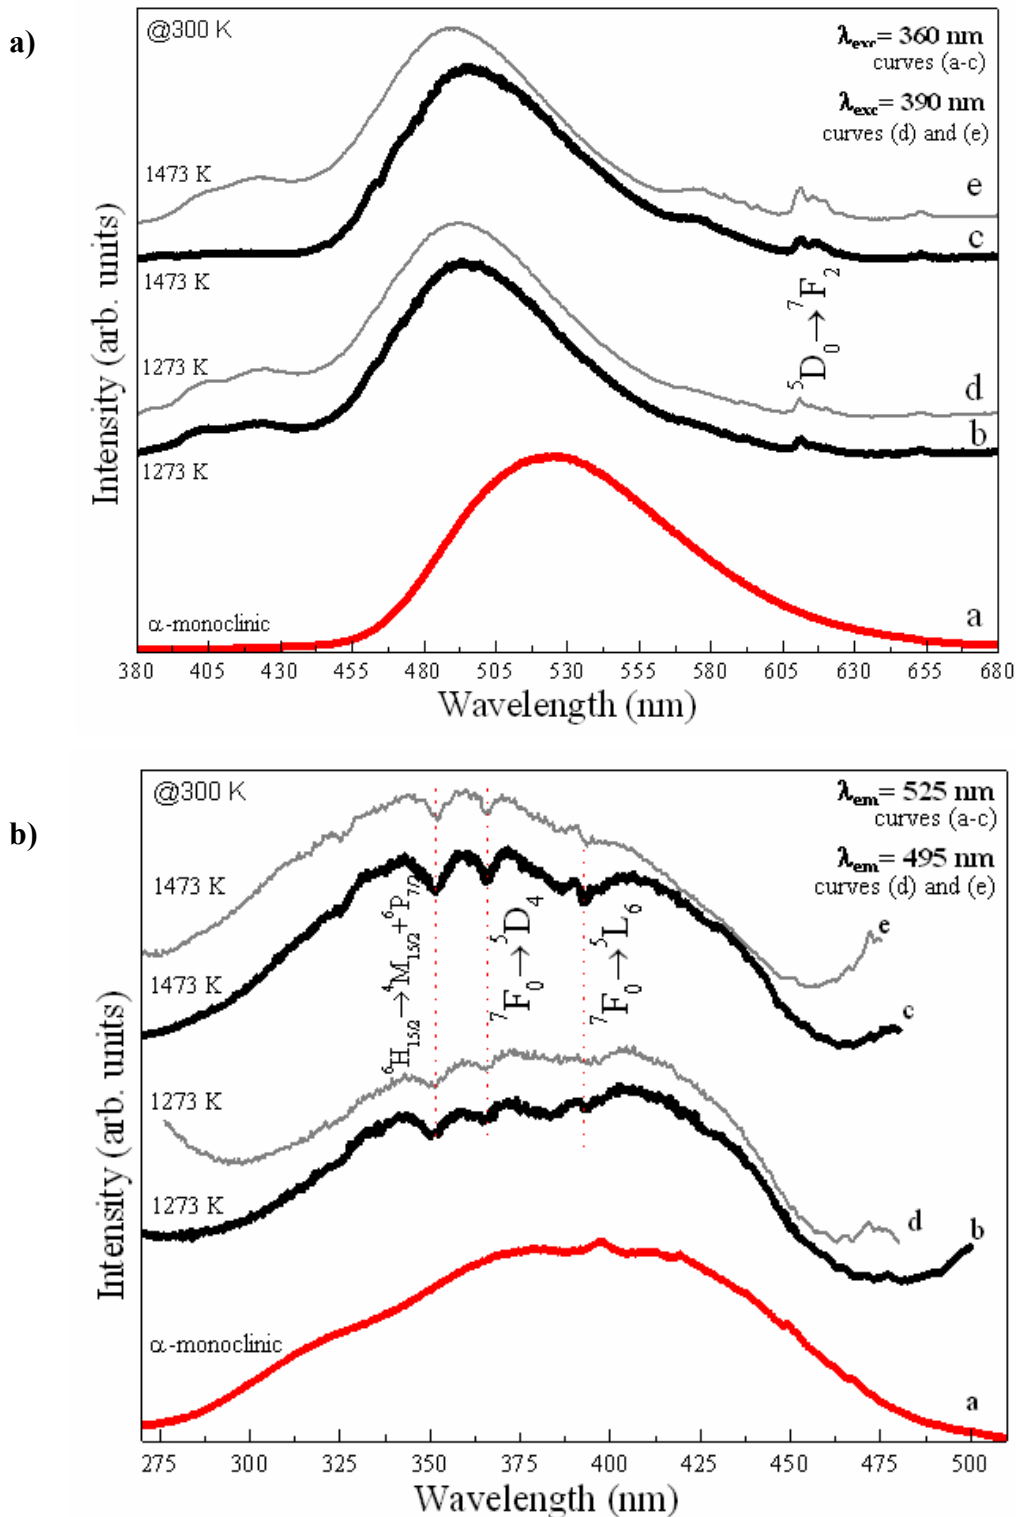 a)
@300 K
λexc= 360 nm
curves (a-c)
λexc= 390 nm
curves (d) and (e)
1473 K
e
c
1473 K
⁵D₀→⁷F₂
1273 K
d
b
1273 K
α-monoclinic
a
Intensity (arb. units)
380 405 430 455 480 505 530 555 580 605 630 655 680
Wavelength (nm)
b)
@300 K
λem= 525 nm
curves (a-c)
λem= 495 nm
curves (d) and (e)
1473 K
e
⁶H₁₅/₂→⁴M₁₅/₂+⁶P₇/₂
⁷F₀→⁵D₄
⁷F₀→⁵L₆
1473 K
c
1273 K
1273 K
d
b
α-monoclinic
a
Intensity (arb. units)
275 300 325 350 375 400 425 450 475 500
Wavelength (nm)